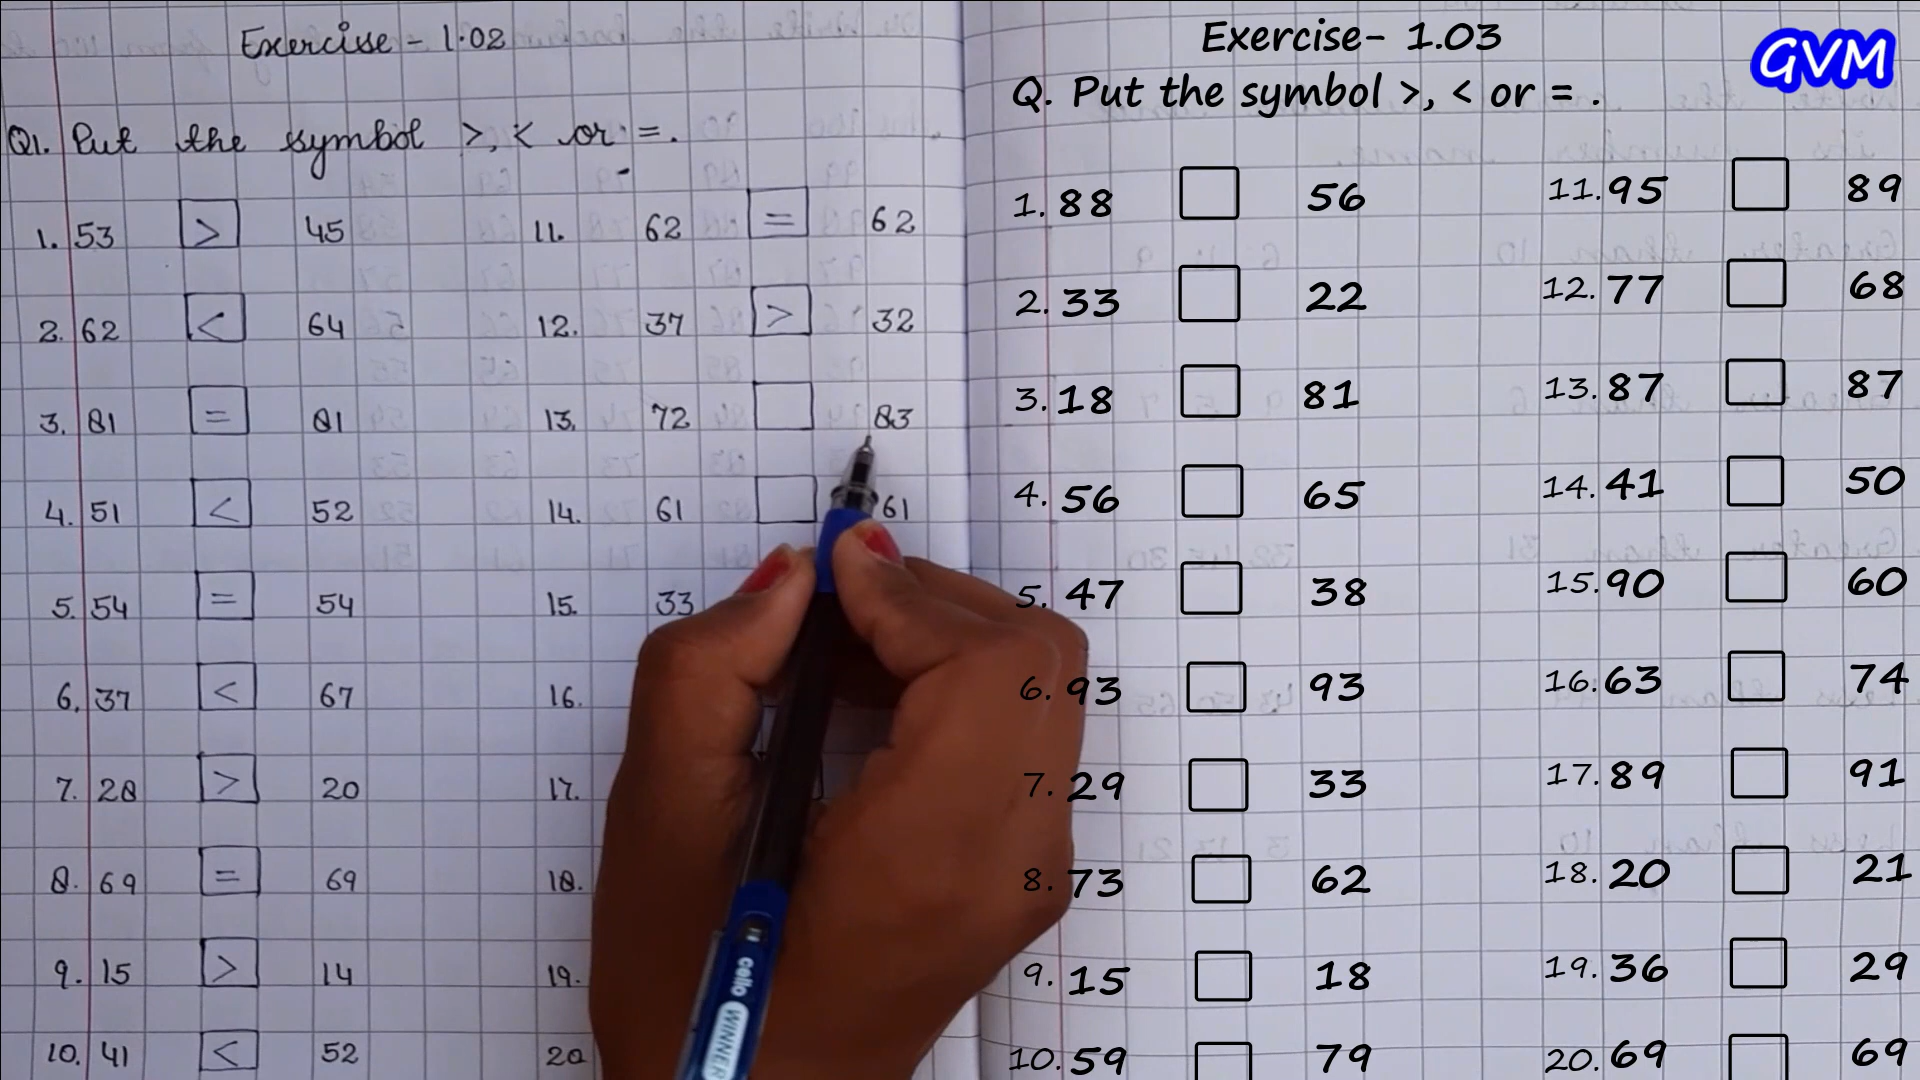 Exercise - 1.02
Q1. Put the symbol >, < or =.
1. 53 > 45
2. 62 < 64
3. 81 = 81
4. 51 < 52
5. 54 = 54
6. 37 < 67
7. 28 > 20
8. 69 = 69
9. 15 > 14
10. 41 < 52
11. 62 = 62
12. 37 > 32
13. 72 83
14. 61 61
15. 33
16.
17.
18.
19.
20
cello WINNER
Exercise- 1.03
GVM
Q. Put the symbol >, < or = .
1. 88 56
2. 33 22
3. 18 81
4. 56 65
5. 47 38
6. 93 93
7. 29 33
8. 73 62
9. 15 18
10. 59 79
11. 95 89
12. 77 68
13. 87 87
14. 41 50
15. 90 60
16. 63 74
17. 89 91
18. 20 21
19. 36 29
20. 69 69